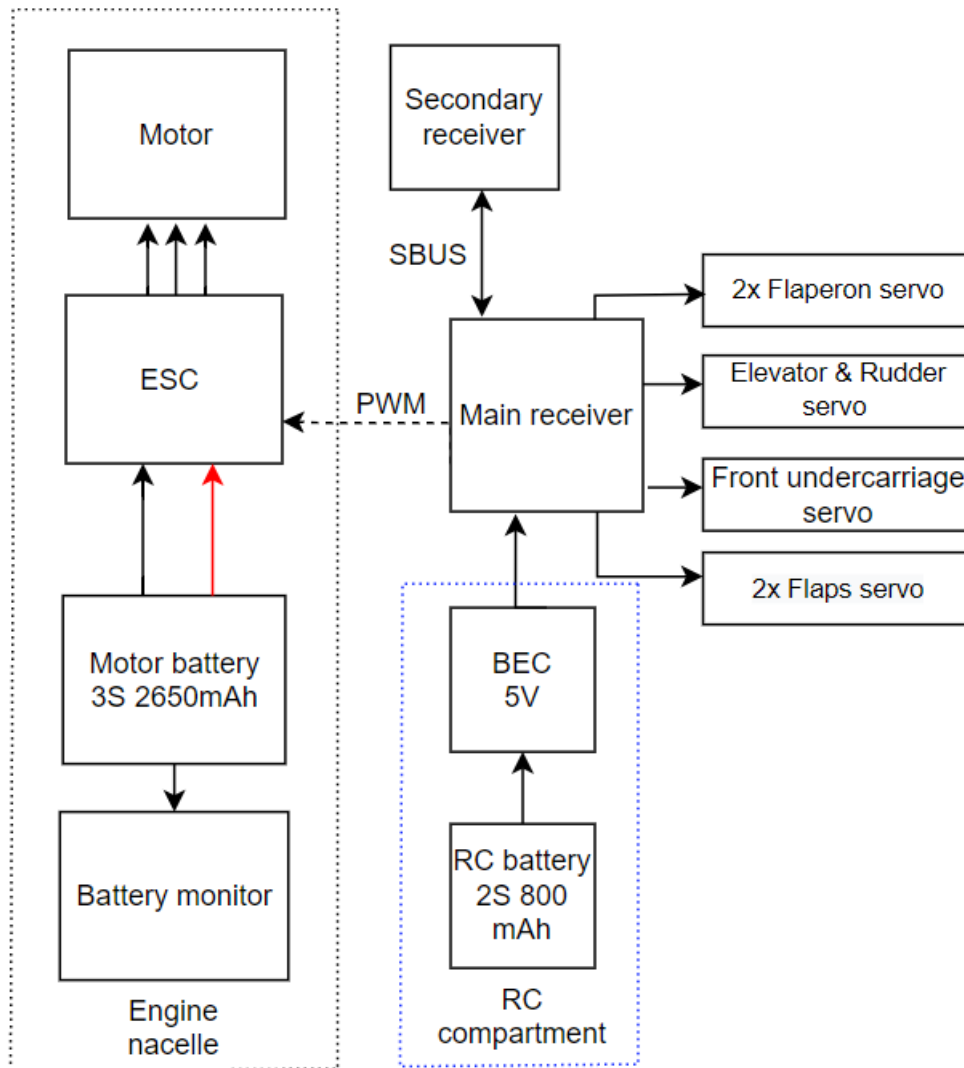 Motor
ESC
Motor battery
3S 2650mAh
Battery monitor
Engine
nacelle
Secondary
receiver
SBUS
PWM
Main receiver
BEC
5V
RC battery
2S 800
mAh
RC
compartment
2x Flaperon servo
Elevator & Rudder
servo
Front undercarriage
servo
2x Flaps servo